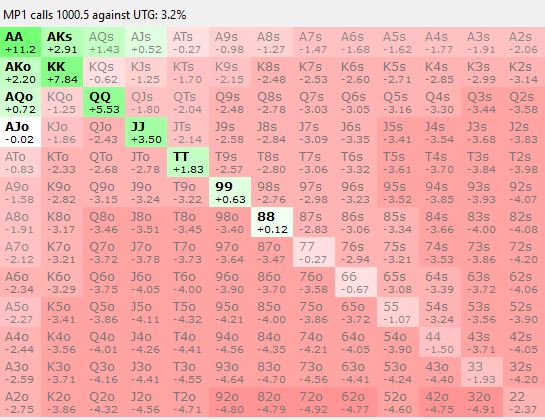 MP1 calls 1000.5 against UTG: 3.2%
AA AKs AQs AJs ATs A9s A8s A7s A6s A5s A4s A3s A2s
+11.2 +2.91 +1.43 +0.52 -0.27 -0.98 -1.27 -1.47 -1.68 -1.62 -1.77 -1.91 -2.06
AKo KK KQs KJs KTs K9s K8s K7s K6s K5s K4s K3s K2s
+2.20 +7.84 -0.62 -1.25 -1.70 -2.15 -2.48 -2.53 -2.60 -2.71 -2.85 -2.99 -3.14
AQo KQo QQ QJs QTs Q9s Q8s Q7s Q6s Q5s Q4s Q3s Q2s
+0.72 -1.25 +5.53 -1.80 -2.04 -2.48 -2.78 -3.03 -3.05 -3.16 -3.30 -3.44 -3.58
AJo KJo QJo JJ JTs J9s J8s J7s J6s J5s J4s J3s J2s
-0.02 -1.86 -2.43 +3.50 -2.14 -2.58 -2.84 -3.09 -3.35 -3.41 -3.54 -3.68 -3.83
ATo KTo QTo JTo TT T9s T8s T7s T6s T5s T4s T3s T2s
-0.83 -2.33 -2.68 -2.78 +1.83 -2.57 -2.80 -3.06 -3.32 -3.61 -3.70 -3.84 -3.98
A9o K9o Q9o J9o T9o 99 98s 97s 96s 95s 94s 93s 92s
-1.58 -2.82 -3.15 -3.24 -3.22 +0.63 -2.76 -2.98 -3.23 -3.52 -3.85 -3.93 -4.07
A8o K8o Q8o J8o T8o 98o 88 87s 86s 85s 84s 83s 82s
-1.91 -3.17 -3.46 -3.51 -3.45 -3.40 +0.12 -2.83 -3.06 -3.34 -3.66 -4.00 -4.08
A7o K7o Q7o J7o T7o 97o 87o 77 76s 75s 74s 73s 72s
-2.12 -3.21 -3.72 -3.78 -3.73 -3.64 -3.47 -0.27 -2.94 -3.21 -3.53 -3.86 -4.20
A6o K6o Q6o J6o T6o 96o 86o 76o 66 65s 64s 63s 62s
-2.34 -3.29 -3.75 -4.05 -4.00 -3.90 -3.70 -3.58 -0.67 -3.08 -3.39 -3.72 -4.06
A5o K5o Q5o J5o T5o 95o 85o 75o 65o 55 54s 53s 52s
-2.27 -3.41 -3.86 -4.11 -4.32 -4.21 -4.00 -3.86 -3.72 -1.07 -3.24 -3.56 -3.90
A4o K4o Q4o J4o T4o 94o 84o 74o 64o 54o 44 43s 42s
-2.44 -3.56 -4.01 -4.26 -4.41 -4.56 -4.35 -4.21 -4.05 -3.90 -1.50 -3.71 -4.05
A3o K3o Q3o J3o T3o 93o 83o 73o 63o 53o 43o 33 32s
-2.59 -3.71 -4.16 -4.41 -4.55 -4.64 -4.70 -4.56 -4.41 -4.24 -4.40 -1.93 -4.20
A2o K2o Q2o J2o T2o 92o 82o 72o 62o 52o 42o 32o 22
-2.75 -3.86 -4.32 -4.56 -4.71 -4.80 -4.79 -4.92 -4.77 -4.60 -4.75 -4.92 -2.37